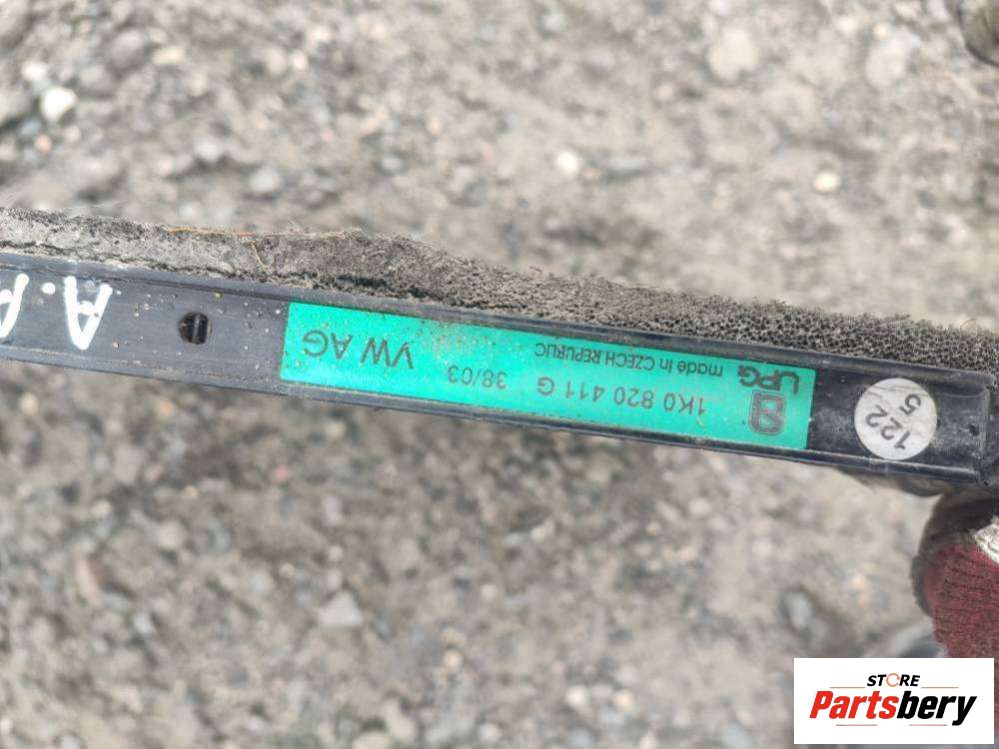 UPG
made in CZECH REPUBLIC
VW AG
1K0 820 411 G 38/03
122
5
STORE
Partsbery